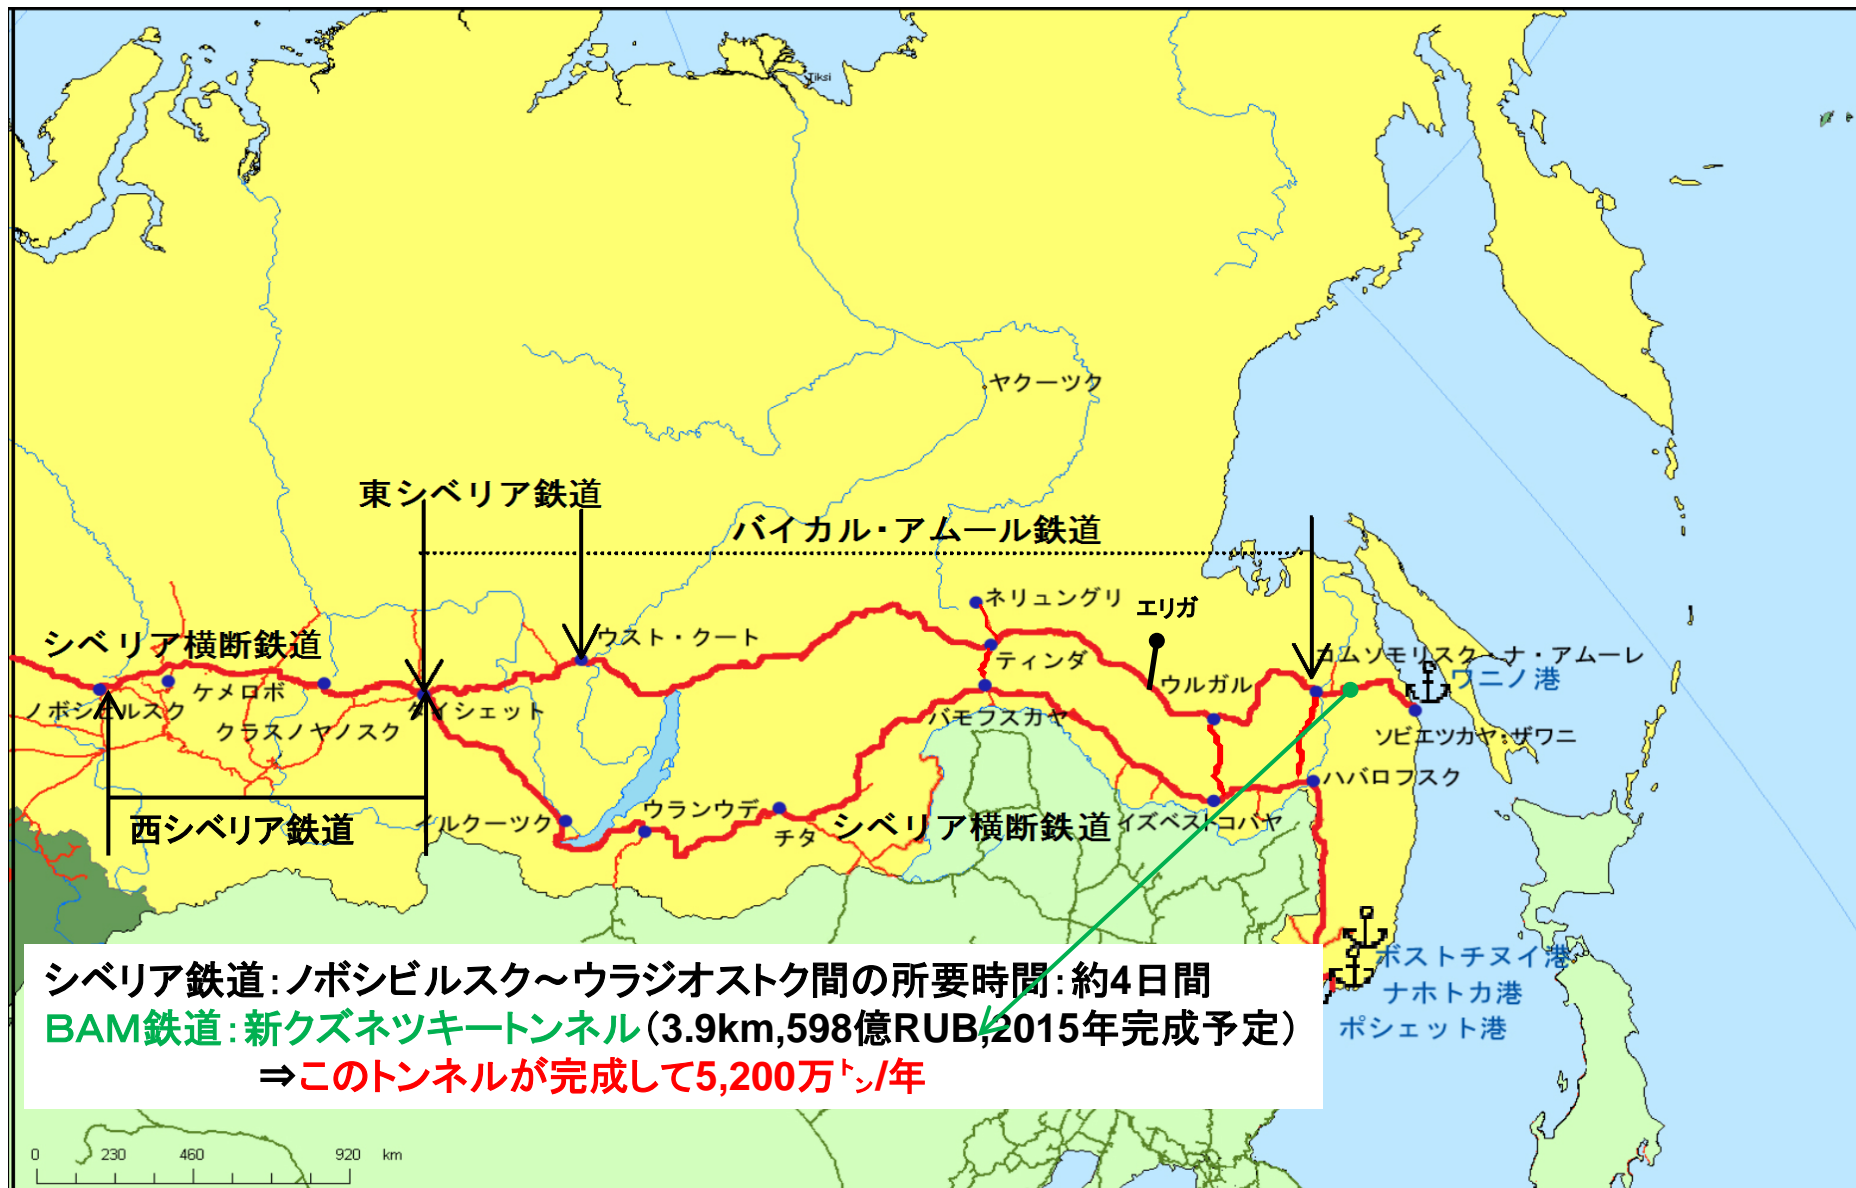 Tiksi
ヤクーツク
東シベリア鉄道
バイカル・アムール鉄道
ネリュングリ
エリガ
シベリア横断鉄道
ウスト・クート
ティンダ
コムソモリスク・ナ・アムーレ
ワニノ港
ケメロボ
ウルガル
ノボシビルスク
タイシェット
クラスノヤノスク
バモフスカヤ
ソビエツカヤ・ザワニ
ハバロフスク
西シベリア鉄道
イルクーツク
ウランウデ
チタ
シベリア横断鉄道
イズベストコバヤ
ボストチヌイ港
ナホトカ港
ポシェット港
シベリア鉄道：ノボシビルスク～ウラジオストク間の所要時間：約4日間
BAM鉄道：新クズネツキートンネル（3.9km,598億RUB,2015年完成予定）
⇒このトンネルが完成して5,200万㌧/年
0 230 460 920 km